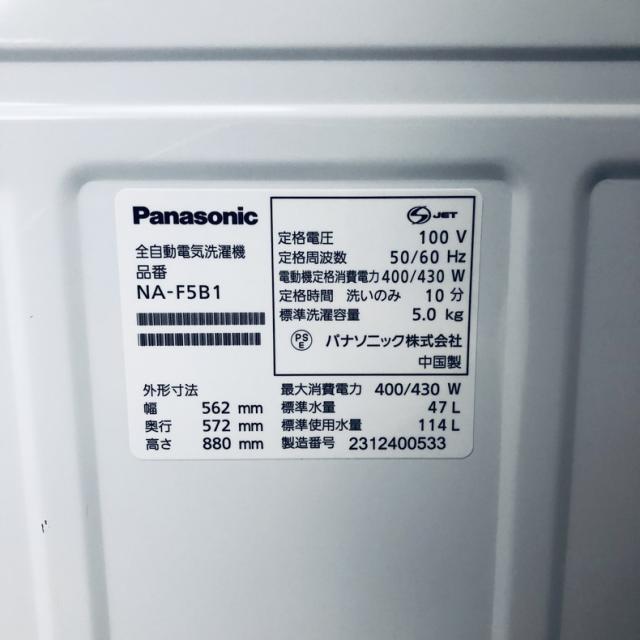 Panasonic
全自動電気洗濯機
品番
NA-F5B1
JET
定格電圧 100 V
定格周波数 50/60 Hz
電動機定格消費電力 400/430 W
定格時間 洗いのみ 10 分
標準洗濯容量 5.0 kg
PSE パナソニック株式会社
中国製
外形寸法
幅 562 mm
奥行 572 mm
高さ 880 mm
最大消費電力 400/430 W
標準水量 47 L
標準使用水量 114 L
製造番号 2312400533